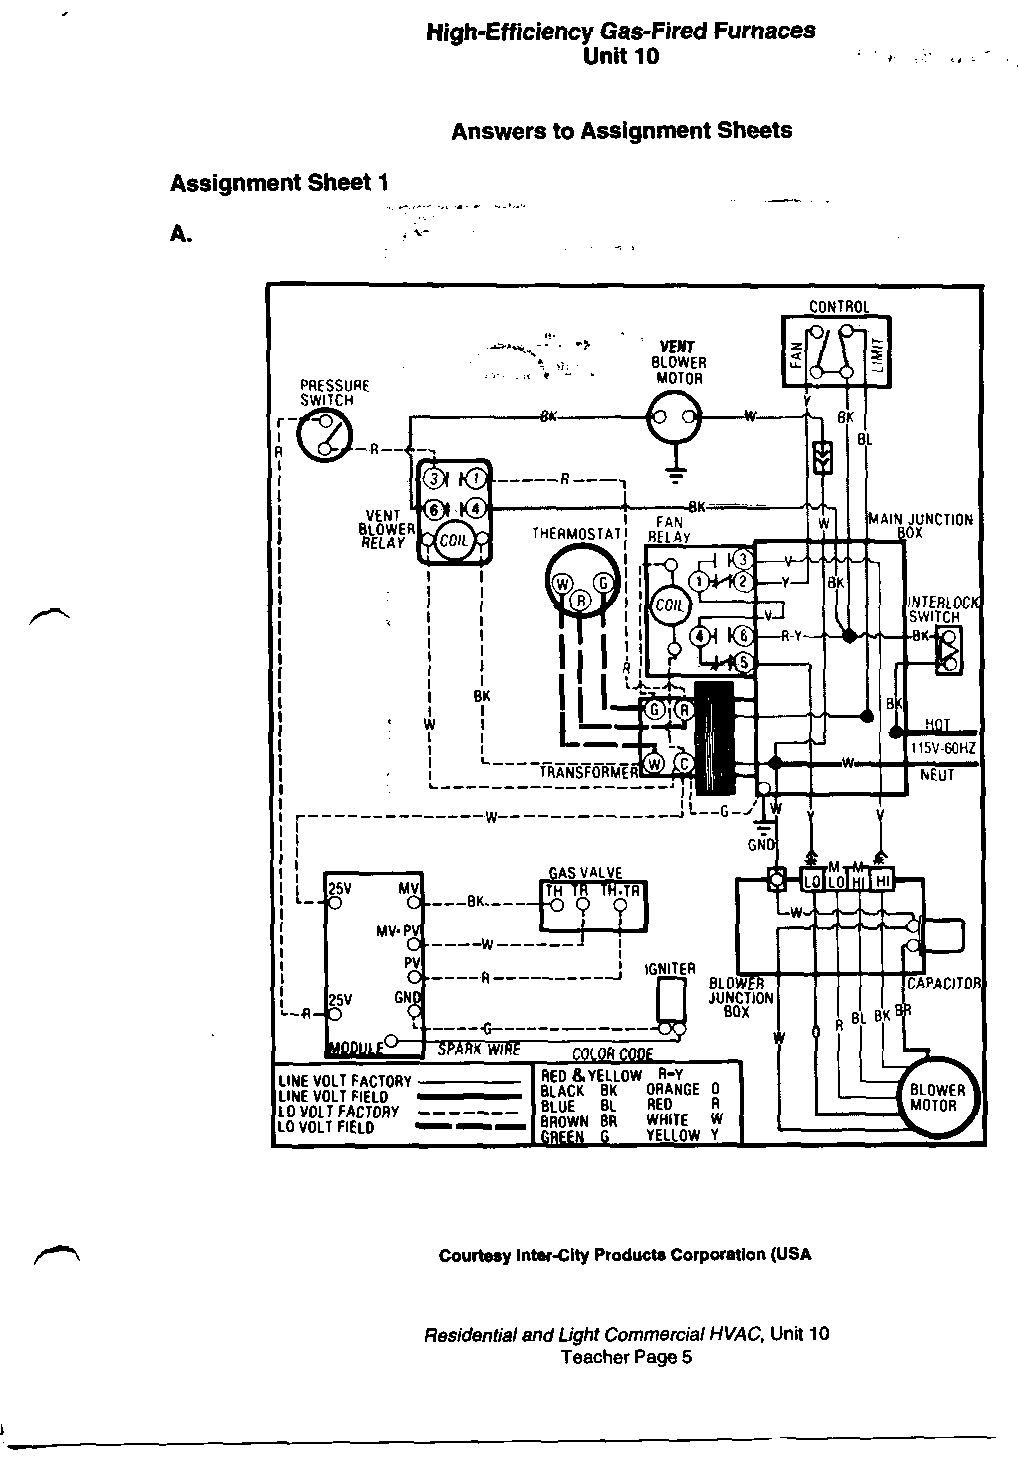 High-Efficiency Gas-Fired Furnaces
Unit 10
Answers to Assignment Sheets
Assignment Sheet 1
A.
CONTROL
FAN
LIMIT
VENT
BLOWER
MOTOR
PRESSURE
SWITCH
BK
W
Y
BK
BL
R
R
3
1
R
6
4
BK
VENT
BLOWER
RELAY
COIL
THERMOSTAT
W
R
G
FAN
RELAY
W
MAIN JUNCTION
BOX
3
V
1
2
Y
BK
COIL
V
4
6
R-Y
5
INTERLOCK
SWITCH
BK
R
BK
W
G
R
BK
HOT
115V-60HZ
TRANSFORMER
W
C
W
NEUT
W
G
W
GND
Y
V
25V
MV
BK
GAS VALVE
TH TR TH-TR
M M
LO LO HI HI
MV-PV
W
W
PV
R
IGNITER
BLOWER
JUNCTION
BOX
CAPACITOR
25V
GND
R
G
MODULE
SPARK WIRE
W
O
R
BL
BK
BR
BLOWER
MOTOR
COLOR CODE
LINE VOLT FACTORY
LINE VOLT FIELD
LO VOLT FACTORY
LO VOLT FIELD
RED & YELLOW R-Y
BLACK BK ORANGE O
BLUE BL RED R
BROWN BR WHITE W
GREEN G YELLOW Y
Courtesy Inter-City Products Corporation (USA
Residential and Light Commercial HVAC, Unit 10
Teacher Page 5